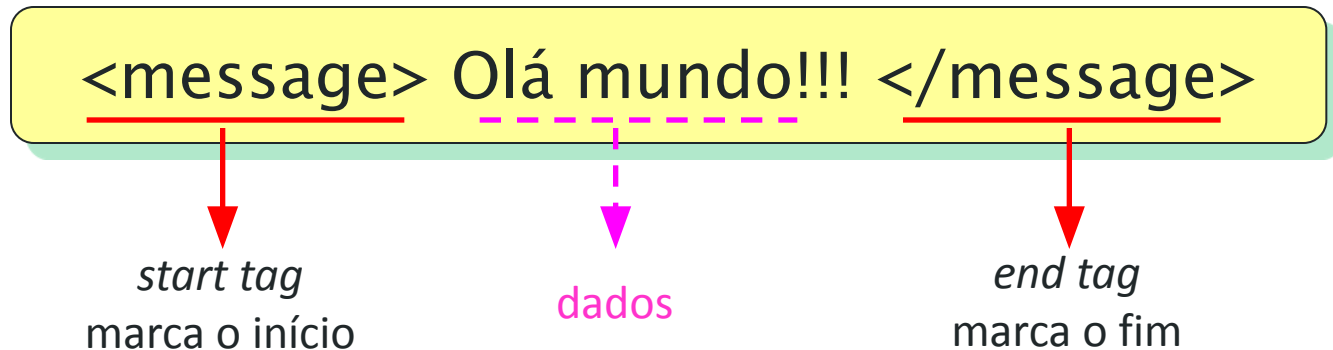 <message> Olá mundo!!! </message>
start tag
marca o início
dados
end tag
marca o fim